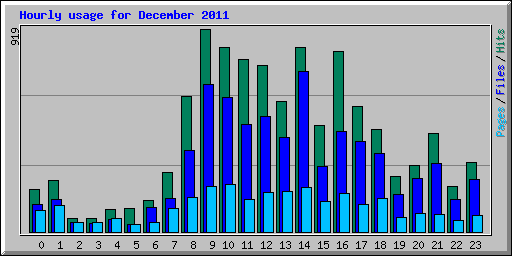 Hourly usage for December 2011
919
Pages/Files/Hits
0 1 2 3 4 5 6 7 8 9 10 11 12 13 14 15 16 17 18 19 20 21 22 23